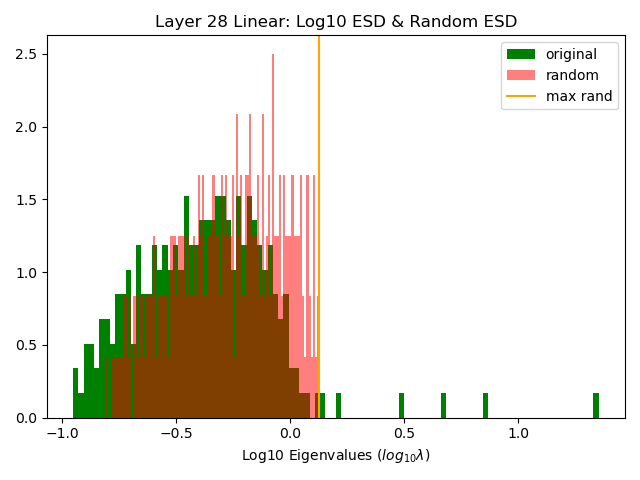 Layer 28 Linear: Log10 ESD & Random ESD
original
random
max rand
2.5
2.0
1.5
1.0
0.5
0.0
−1.0 −0.5 0.0 0.5 1.0
Log10 Eigenvalues (log₁₀λ)